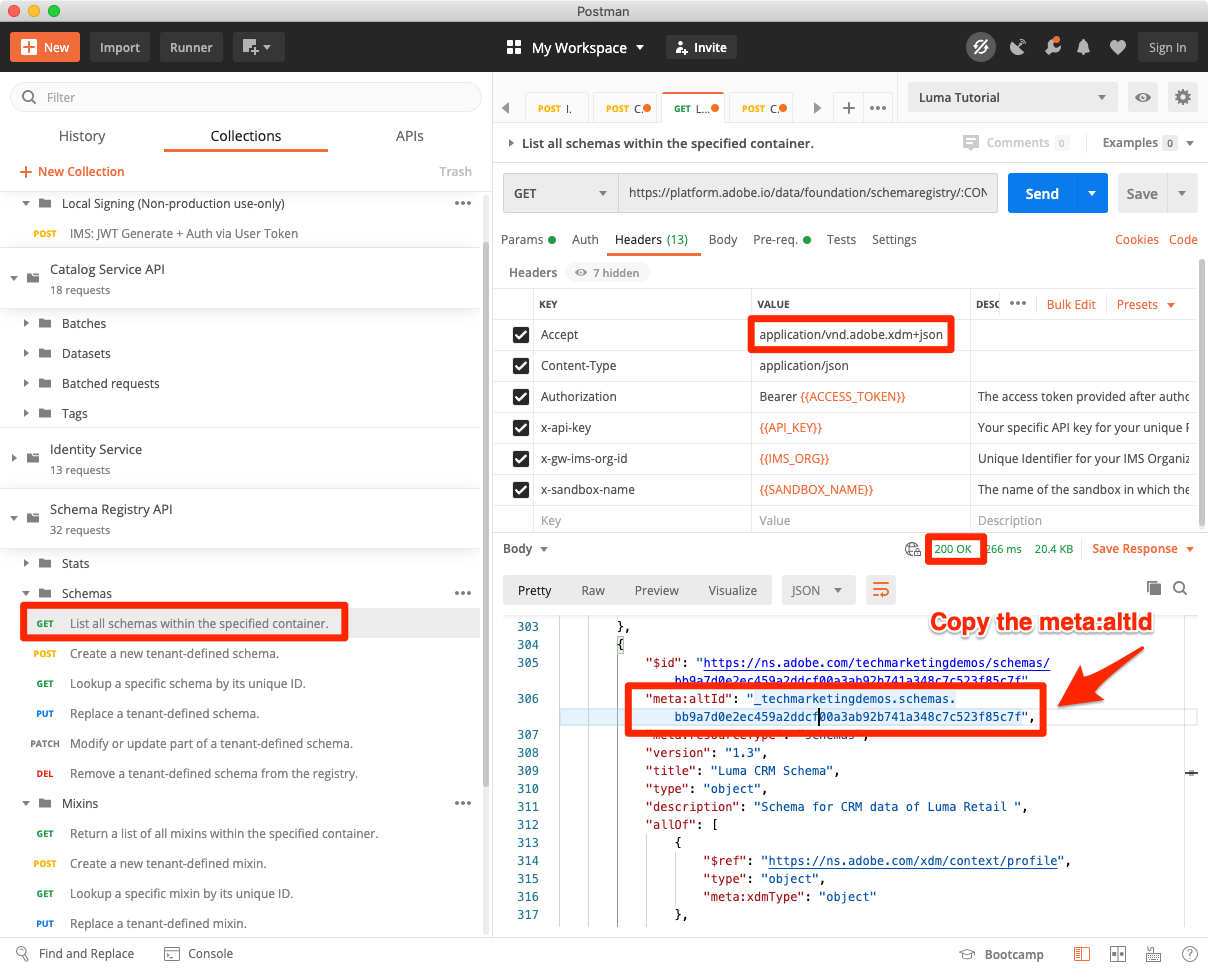 Postman
New Import Runner My Workspace Invite Sign In
Filter
History Collections APIs
New Collection Trash
Local Signing (Non-production use-only)
POST IMS: JWT Generate + Auth via User Token
Catalog Service API
18 requests
Batches
Datasets
Batched requests
Tags
Identity Service
13 requests
Schema Registry API
32 requests
Stats
Schemas
GET List all schemas within the specified container.
POST Create a new tenant-defined schema.
GET Lookup a specific schema by its unique ID.
PUT Replace a tenant-defined schema.
PATCH Modify or update part of a tenant-defined schema.
DEL Remove a tenant-defined schema from the registry.
Mixins
GET Return a list of all mixins within the specified container.
POST Create a new tenant-defined mixin.
GET Lookup a specific mixin by its unique ID.
PUT Replace a tenant-defined mixin.
POST I. POST C. GET L... POST C. Luma Tutorial
List all schemas within the specified container. Comments 0 Examples 0
GET https://platform.adobe.io/data/foundation/schemaregistry/:CON Send Save
Params Auth Headers (13) Body Pre-req. Tests Settings Cookies Code
Headers 7 hidden
KEY VALUE DESC Bulk Edit Presets
Accept application/vnd.adobe.xdm+json
Content-Type application/json
Authorization Bearer {{ACCESS_TOKEN}} The access token provided after autho
x-api-key {{API_KEY}} Your specific API key for your unique
x-gw-ims-org-id {{IMS_ORG}} Unique Identifier for your IMS Organiz
x-sandbox-name {{SANDBOX_NAME}} The name of the sandbox in which the
Key Value Description
Body 200 OK 266 ms 20.4 KB Save Response
Pretty Raw Preview Visualize JSON
Copy the meta:altId
303 },
304 {
305 "$id": "https://ns.adobe.com/techmarketingdemos/schemas/
bb9a7d0e2ec459a2ddcf00a3ab92b741a348c7c523f85c7f",
306 "meta:altId": "_techmarketingdemos.schemas.
bb9a7d0e2ec459a2ddcf00a3ab92b741a348c7c523f85c7f",
307 "meta:resourceType": "schemas",
308 "version": "1.3",
309 "title": "Luma CRM Schema",
310 "type": "object",
311 "description": "Schema for CRM data of Luma Retail ",
312 "allOf": [
313 {
314 "$ref": "https://ns.adobe.com/xdm/context/profile",
315 "type": "object",
316 "meta:xdmType": "object"
317 },
Find and Replace Console Bootcamp